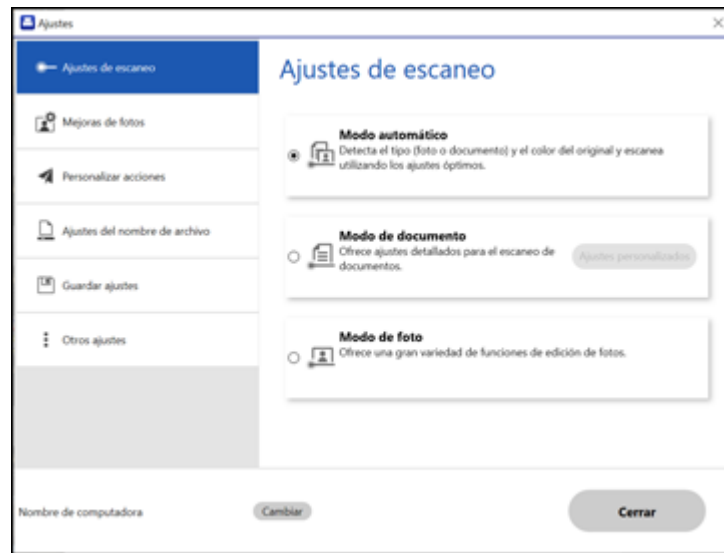 Ajustes
Ajustes de escaneo
Mejoras de fotos
Personalizar acciones
Ajustes del nombre de archivo
Guardar ajustes
Otros ajustes
Ajustes de escaneo
Modo automático
Detecta el tipo (foto o documento) y el color del original y escanea
utilizando los ajustes óptimos.
Modo de documento
Ofrece ajustes detallados para el escaneo de
documentos.
Ajustes personalizados
Modo de foto
Ofrece una gran variedad de funciones de edición de fotos.
Nombre de computadora
Cambiar
Cerrar